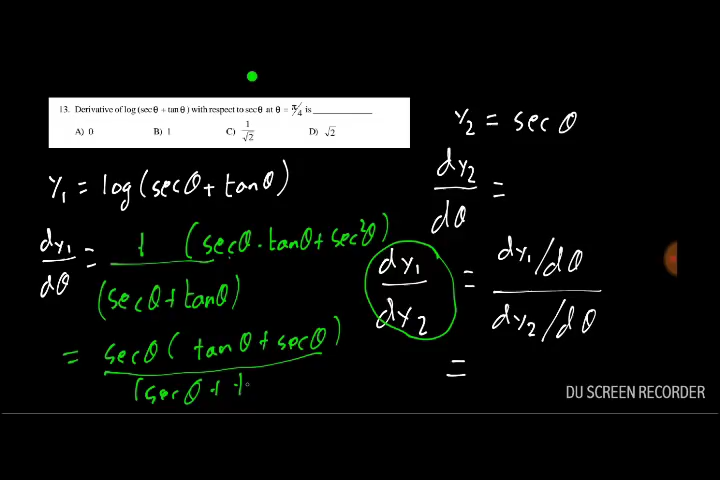 13. Derivative of log (secθ + tanθ) with respect to secθ at θ = π/4 is __________
A) 0 B) 1 C) 1/√2 D) √2
y₁ = log(secθ + tanθ)
dy₁/dθ = 1/(secθ + tanθ) (secθ · tanθ + sec²θ)
= secθ(tanθ + secθ)/(secθ + t
y₂ = secθ
dy₂/dθ =
dy₁/dy₂ = dy₁/dθ / dy₂/dθ
=
DU SCREEN RECORDER